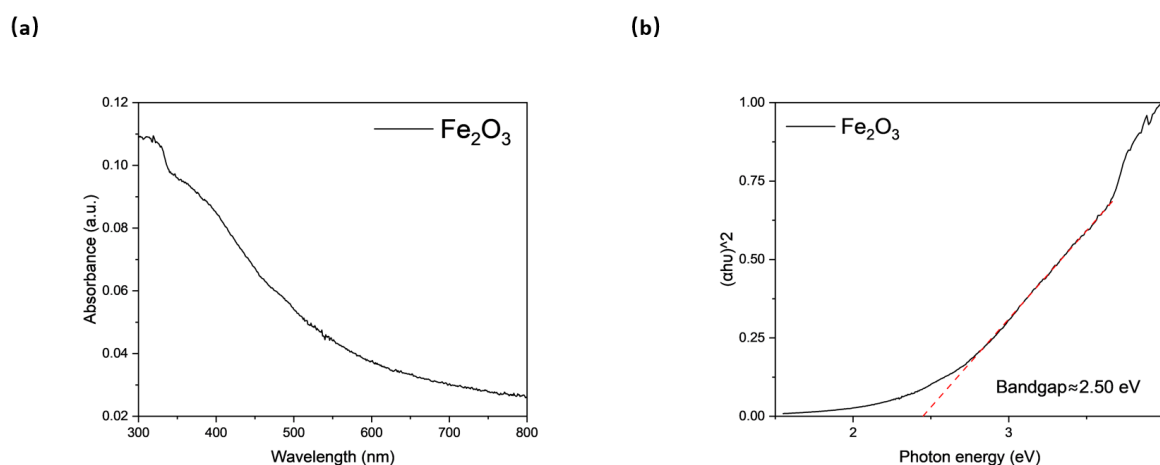 (a)
(b)
Fe₂O₃
0.12
0.10
0.08
0.06
0.04
0.02
Absorbance (a.u.)
300
400
500
600
700
800
Wavelength (nm)
Fe₂O₃
1.00
0.75
0.50
0.25
0.00
(αhυ)^2
Bandgap≈2.50 eV
2
3
Photon energy (eV)